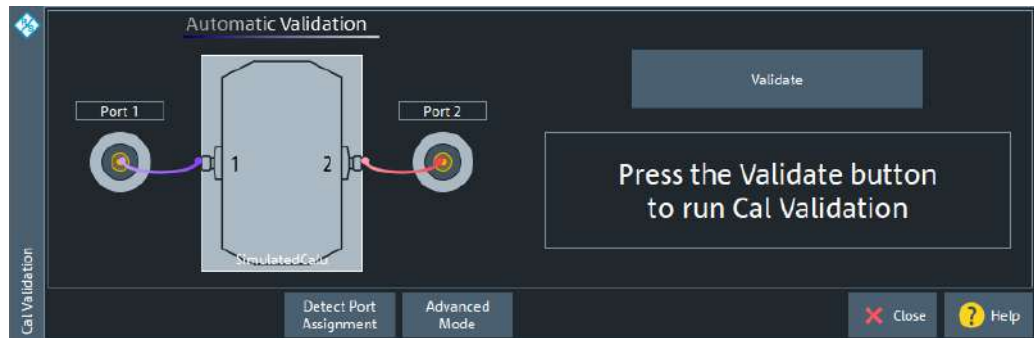 Automatic Validation
Validate
Port 1
Port 2
1
2
Press the Validate button
to run Cal Validation
SimulatedCalu
Cal Validation
Detect Port
Assignment
Advanced
Mode
Close
? Help